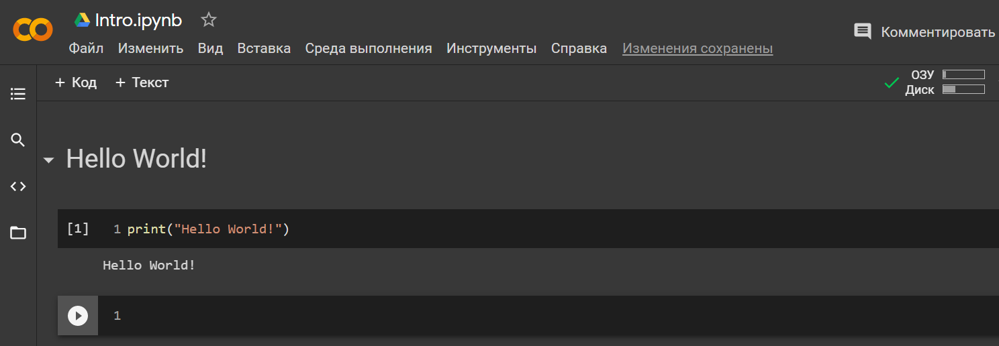 Intro.ipynb
Комментировать
Файл Изменить Вид Вставка Среда выполнения Инструменты Справка Изменения сохранены
+ Код + Текст
ОЗУ
Диск
Hello World!
[1] 1 print("Hello World!")
Hello World!
1